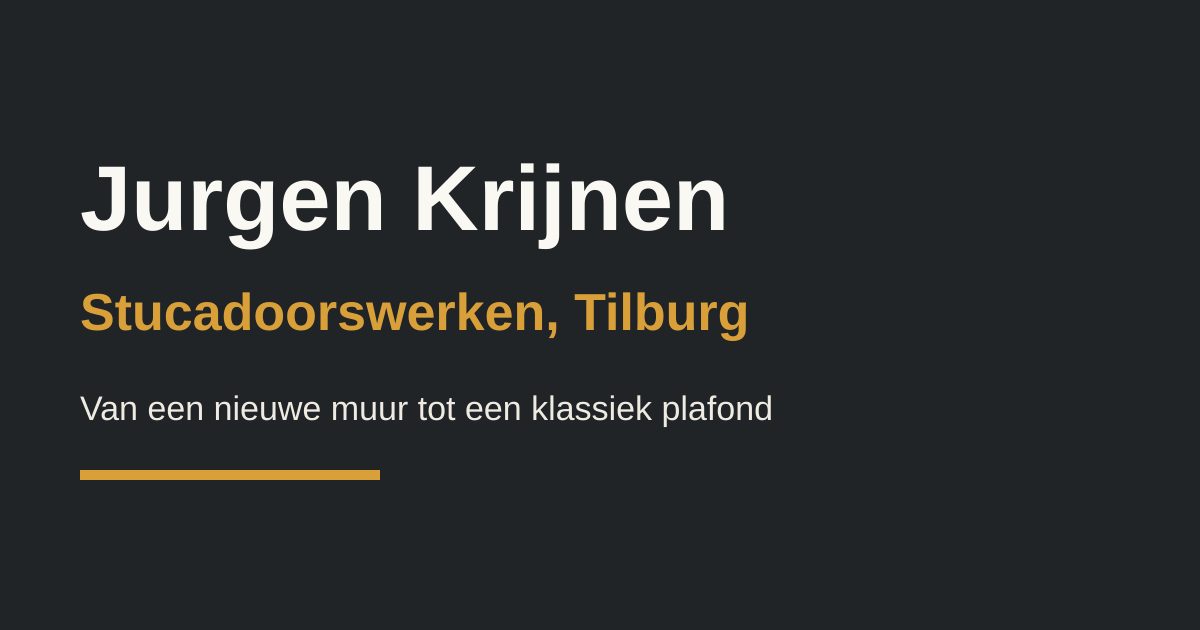 Jurgen Krijnen
Stucadoorswerken, Tilburg
Van een nieuwe muur tot een klassiek plafond